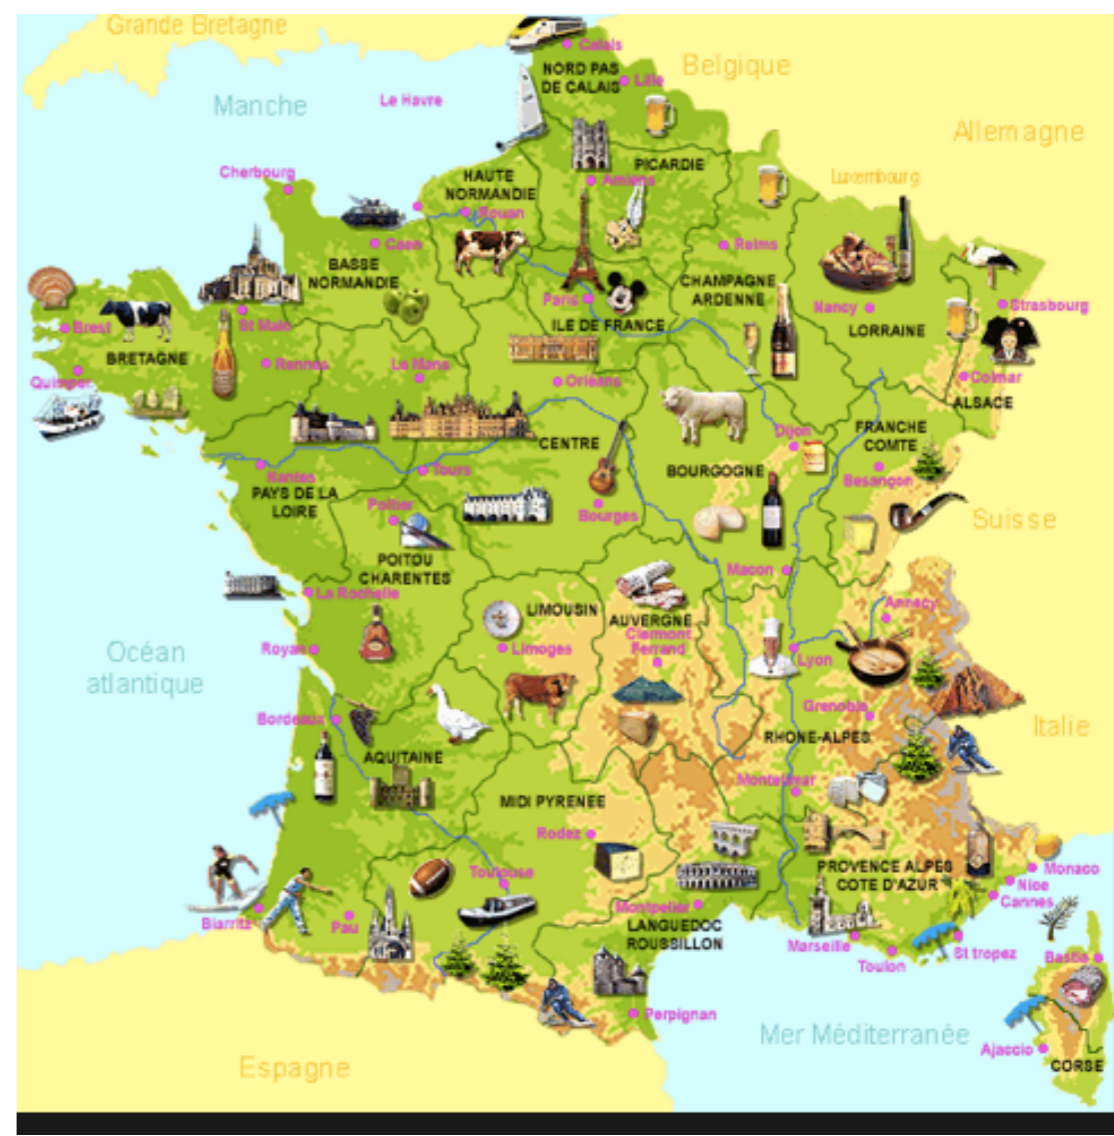 Grande Bretagne
Calais
Belgique
NORD PAS
DE CALAIS
Lille
Manche
Le Havre
Allemagne
PICARDIE
Cherbourg
HAUTE
NORMANDIE
Luxembourg
Amiens
Rouan
Caen
Reims
BASSE
NORMANDIE
CHAMPAGNE
ARDENNE
Paris
Nancy
Strasbourg
Brest
St Malo
ILE DE FRANCE
LORRAINE
BRETAGNE
Rennes
Le Mans
Quimper
Orléans
Colmar
ALSACE
Dijon
FRANCHE
COMTE
CENTRE
Nantes
Tours
BOURGOGNE
Besançon
PAYS DE LA
LOIRE
Poitier
Bourges
Suisse
POITOU
CHARENTES
Macon
La Rochelle
LIMOUSIN
AUVERGNE
Annecy
Océan
atlantique
Royan
Limoges
Clermont
Ferrand
Lyon
Bordeaux
Grenoble
Italie
RHONE-ALPES
AQUITAINE
Montelimar
MIDI PYRENEE
Rodez
Toulouse
PROVENCE ALPES
COTE D'AZUR
Monaco
Nice
Cannes
Biarritz
Pau
Montpelier
LANGUEDOC
ROUSSILLON
Marseille
Toulon
St tropez
Bastia
Perpignan
Mer Méditerranée
Ajaccio
CORSE
Espagne